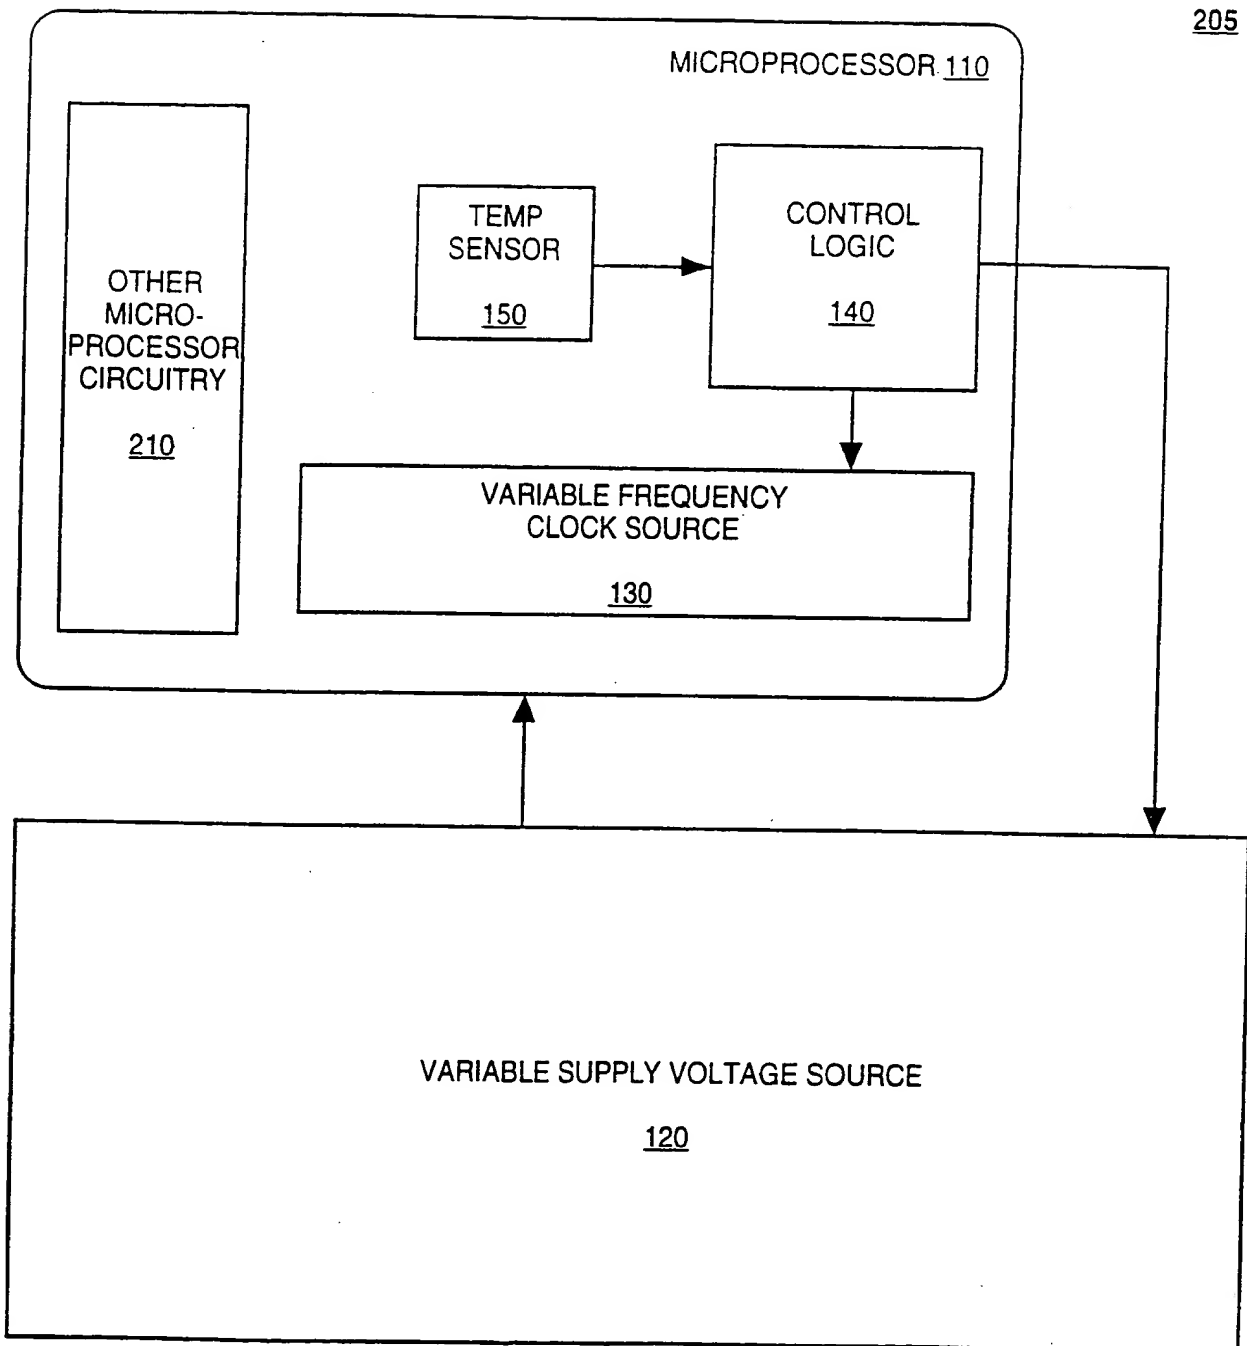 205
MICROPROCESSOR 110
TEMP
SENSOR
150
CONTROL
LOGIC
140
OTHER
MICRO-
PROCESSOR
CIRCUITRY
210
VARIABLE FREQUENCY
CLOCK SOURCE
130
VARIABLE SUPPLY VOLTAGE SOURCE
120